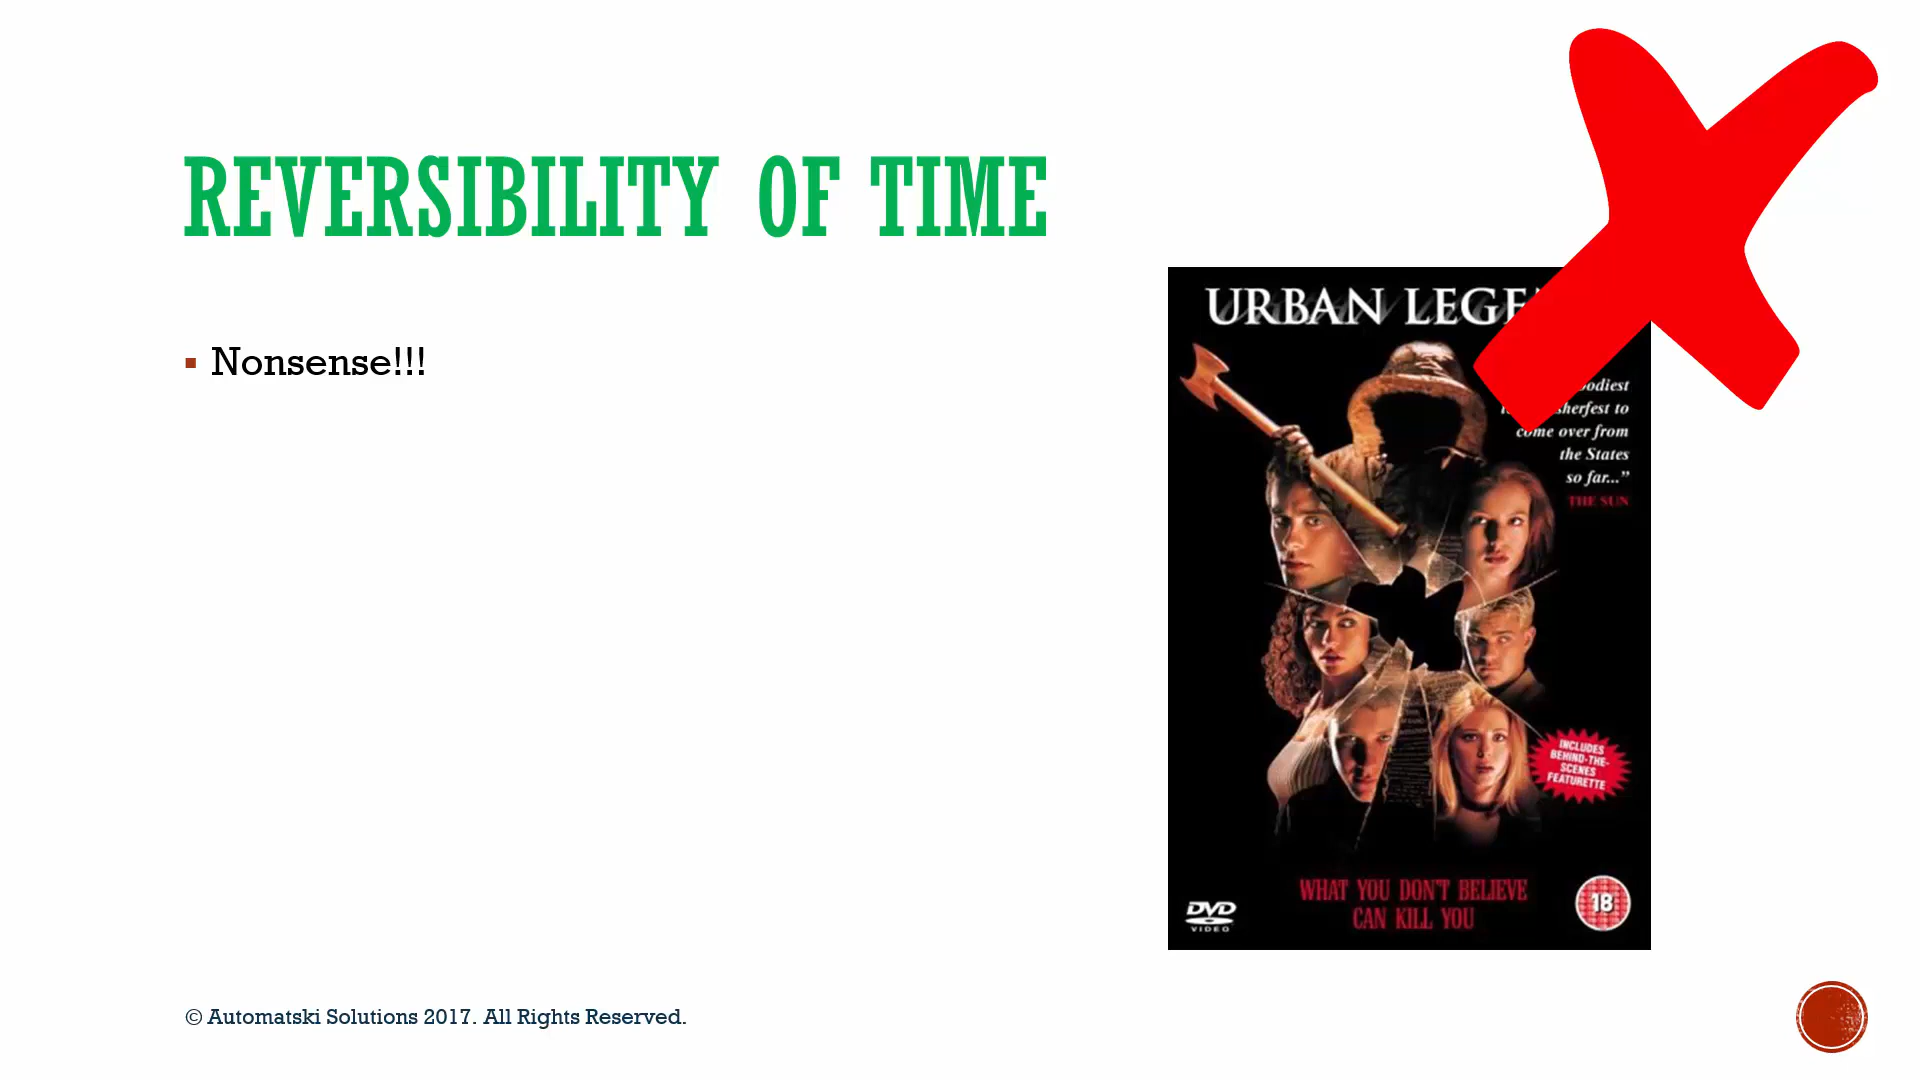 REVERSIBILITY OF TIME
Nonsense!!!
URBAN
come over from
the States
so far..."
THE SUN
INCLUDES
BEHIND-THE-
SCENES
FEATURETTE
WHAT YOU DON'T BELIEVE
CAN KILL YOU
DVD
VIDEO
18
© Automatski Solutions 2017. All Rights Reserved.